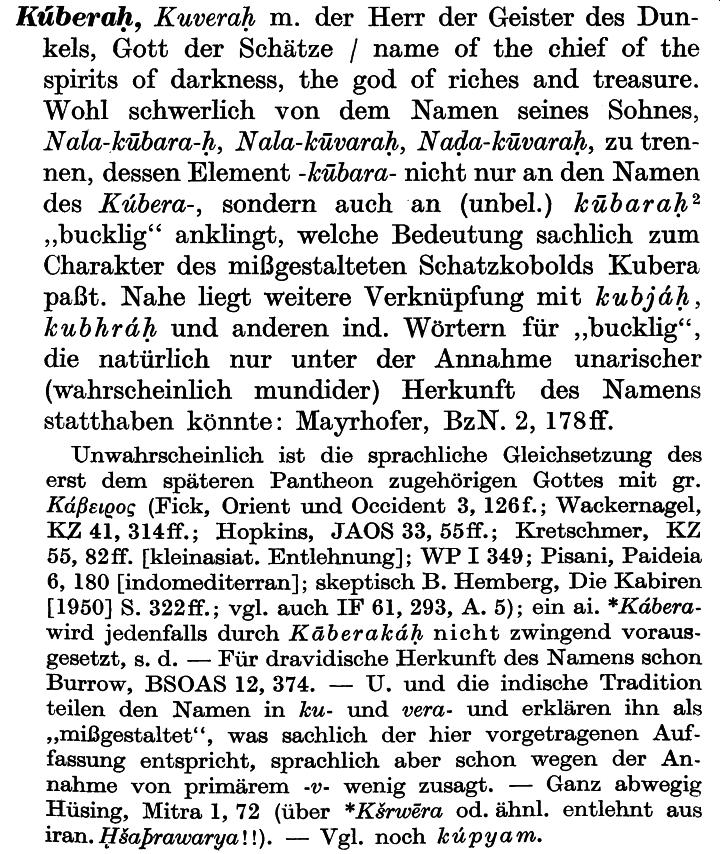 Kúberaḥ, Kuveraḥ m. der Herr der Geister des Dun-
kels, Gott der Schätze / name of the chief of the
spirits of darkness, the god of riches and treasure.
Wohl schwerlich von dem Namen seines Sohnes,
Nala-kūbara-ḥ, Nala-kūvaraḥ, Naḍa-kūvaraḥ, zu tren-
nen, dessen Element -kūbara- nicht nur an den Namen
des Kúbera-, sondern auch an (unbel.) kūbaraḥ²
„bucklig“ anklingt, welche Bedeutung sachlich zum
Charakter des mißgestalteten Schatzkobolds Kubera
paßt. Nahe liegt weitere Verknüpfung mit kubjáḥ,
kubhráḥ und anderen ind. Wörtern für „bucklig“,
die natürlich nur unter der Annahme unarischer
(wahrscheinlich mundider) Herkunft des Namens
statthaben könnte: Mayrhofer, BzN. 2, 178ff.
Unwahrscheinlich ist die sprachliche Gleichsetzung des
erst dem späteren Pantheon zugehörigen Gottes mit gr.
Κάβειρος (Fick, Orient und Occident 3, 126f.; Wackernagel,
KZ 41, 314ff.; Hopkins, JAOS 33, 55ff.; Kretschmer, KZ
55, 82ff. [kleinasiat. Entlehnung]; WP I 349; Pisani, Paideia
6, 180 [indomediterran]; skeptisch B. Hemberg, Die Kabiren
[1950] S. 322ff.; vgl. auch IF 61, 293, A. 5); ein ai. *Kábera-
wird jedenfalls durch Kāberakáḥ nicht zwingend voraus-
gesetzt, s. d. — Für dravidische Herkunft des Namens schon
Burrow, BSOAS 12, 374. — U. und die indische Tradition
teilen den Namen in ku- und vera- und erklären ihn als
„mißgestaltet“, was sachlich der hier vorgetragenen Auf-
fassung entspricht, sprachlich aber schon wegen der An-
nahme von primärem -v- wenig zusagt. — Ganz abwegig
Hüsing, Mitra 1, 72 (über *Kšrwēra od. ähnl. entlehnt aus
iran. Ḫšaþrawarya!!). — Vgl. noch kúpyam.